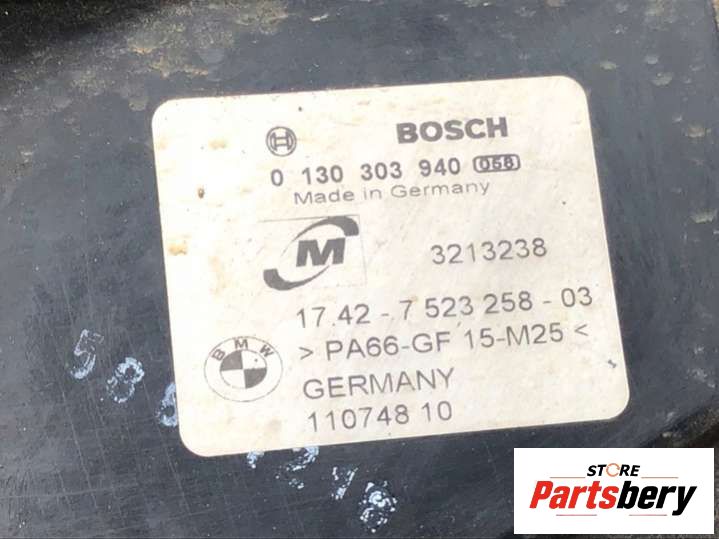 BOSCH
0 130 303 940 058
Made in Germany
M
3213238
17.42 - 7 523 258 - 03
BMW
> PA66-GF 15-M25 <
GERMANY
110748 10
STORE
Partsbery